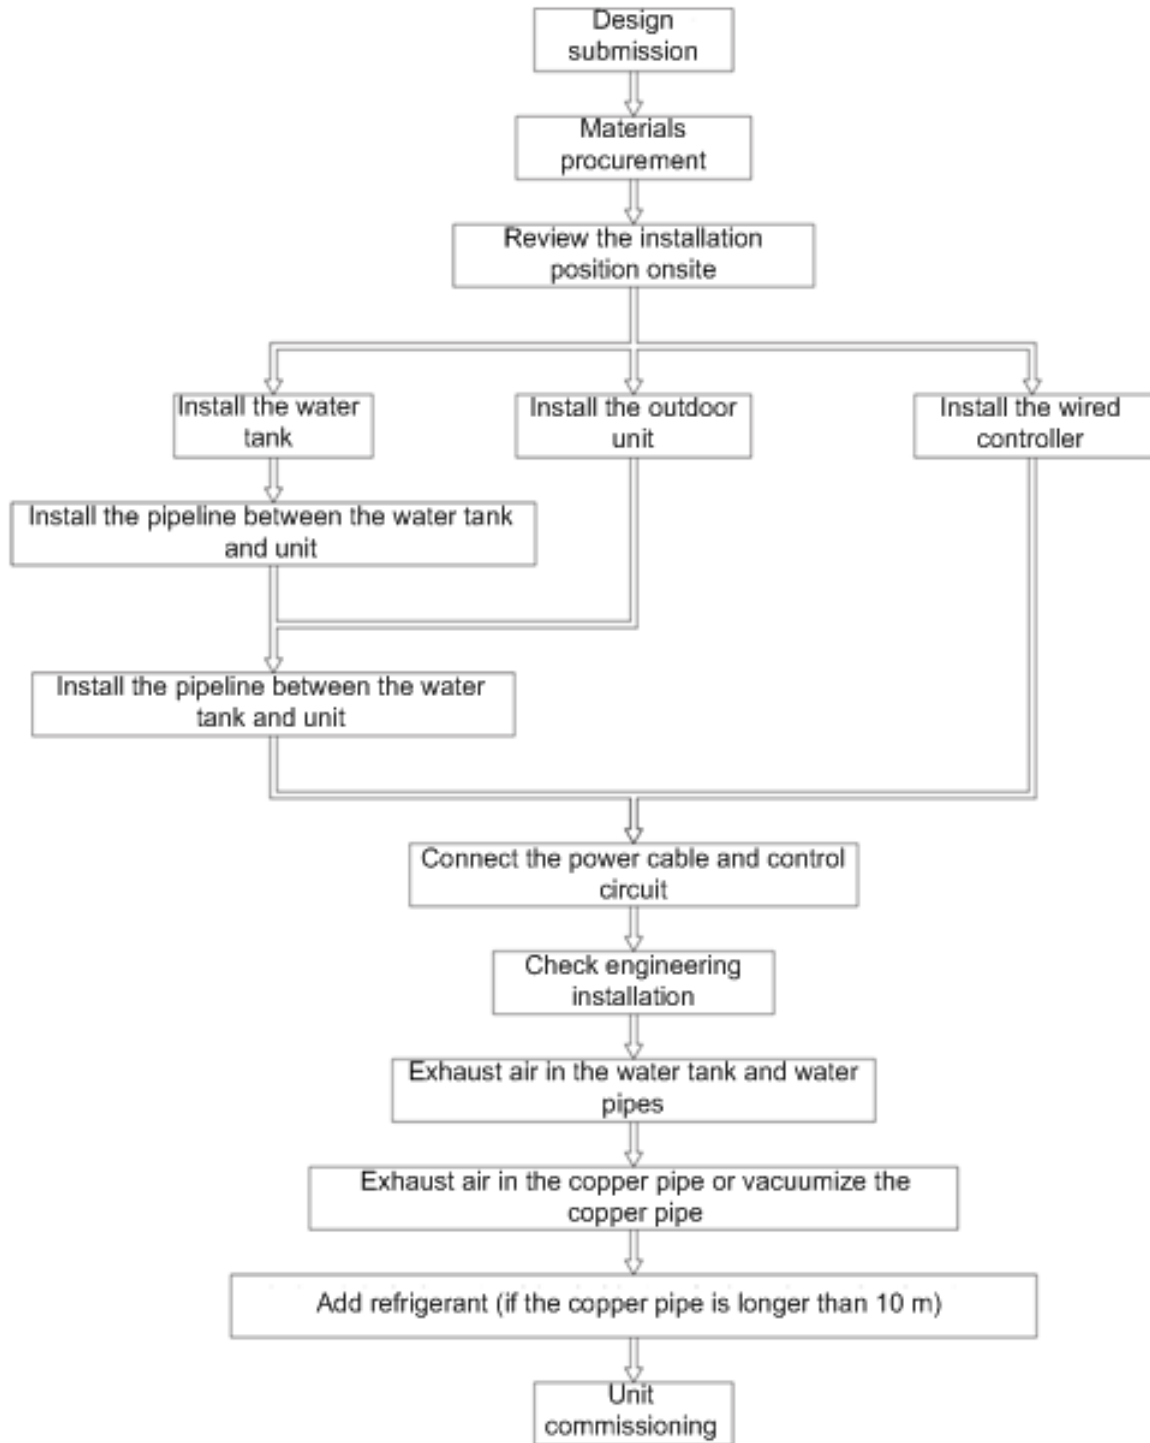 Design
submission
Materials
procurement
Review the installation
position onsite
Install the water
tank
Install the outdoor
unit
Install the wired
controller
Install the pipeline between the water tank
and unit
Install the pipeline between the water
tank and unit
Connect the power cable and control
circuit
Check engineering
installation
Exhaust air in the water tank and water
pipes
Exhaust air in the copper pipe or vacuumize the
copper pipe
Add refrigerant (if the copper pipe is longer than 10 m)
Unit
commissioning